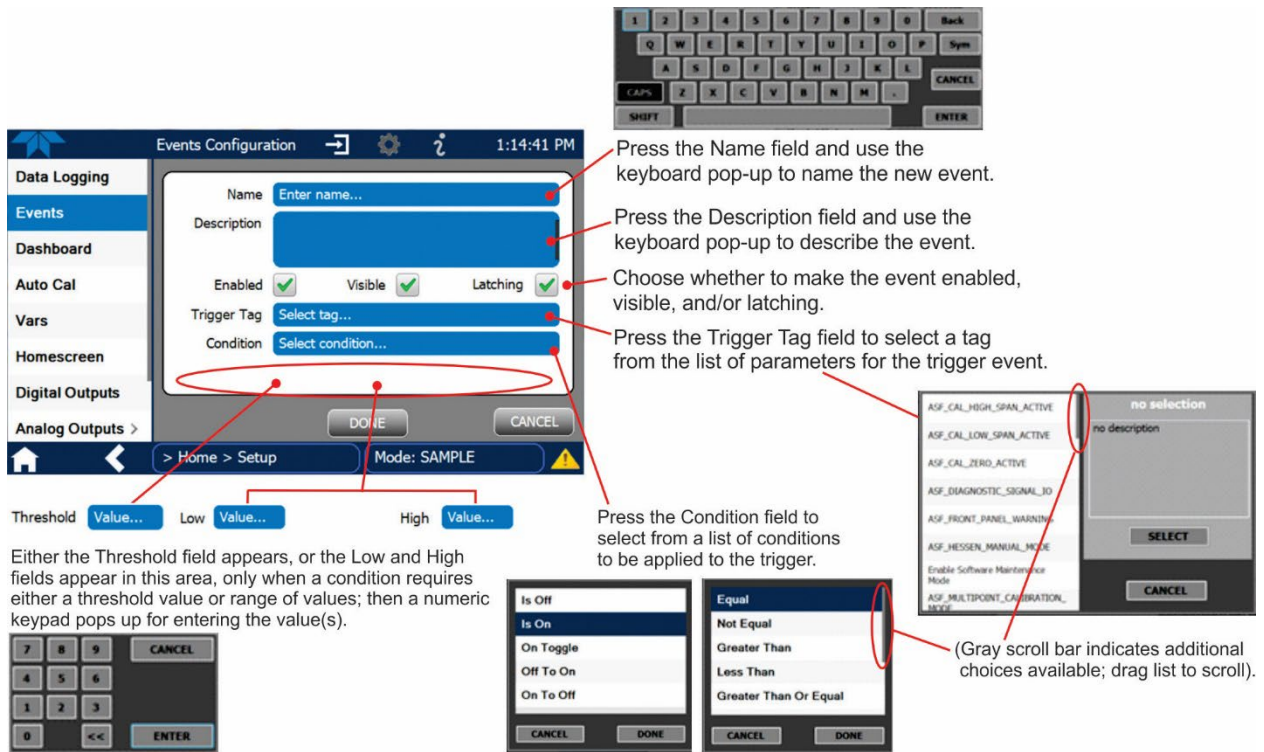 1 2 3 4 5 6 7 8 9 0 Back
Q W E R T Y U I O P Sym
A S D F G H J K L CANCEL
CAPS Z X C V B N M .
SHIFT ENTER
Events Configuration 1:14:41 PM
Data Logging
Events
Dashboard
Auto Cal
Vars
Homescreen
Digital Outputs
Analog Outputs >
Name Enter name...
Description
Enabled Visible Latching
Trigger Tag Select tag...
Condition Select condition...
DONE CANCEL
> Home > Setup Mode: SAMPLE
Press the Name field and use the
keyboard pop-up to name the new event.
Press the Description field and use the
keyboard pop-up to describe the event.
Choose whether to make the event enabled,
visible, and/or latching.
Press the Trigger Tag field to select a tag
from the list of parameters for the trigger event.
ASF_CAL_HIGH_SPAN_ACTIVE
ASF_CAL_LOW_SPAN_ACTIVE
ASF_CAL_ZERO_ACTIVE
ASF_DIAGNOSTIC_SIGNAL_IO
ASF_FRONT_PANEL_WARNING
ASF_HESSEN_MANUAL_MODE
Enable Software Maintenance
Mode
ASF_MULTIPOINT_CALIBRATION_
MODE
no selection
no description
SELECT
CANCEL
Threshold Value... Low Value... High Value...
Either the Threshold field appears, or the Low and High
fields appear in this area, only when a condition requires
either a threshold value or range of values; then a numeric
keypad pops up for entering the value(s).
7 8 9 CANCEL
4 5 6
1 2 3
0 << ENTER
Press the Condition field to
select from a list of conditions
to be applied to the trigger.
Is Off
Is On
On Toggle
Off To On
On To Off
CANCEL DONE
Equal
Not Equal
Greater Than
Less Than
Greater Than Or Equal
CANCEL DONE
(Gray scroll bar indicates additional
choices available; drag list to scroll).